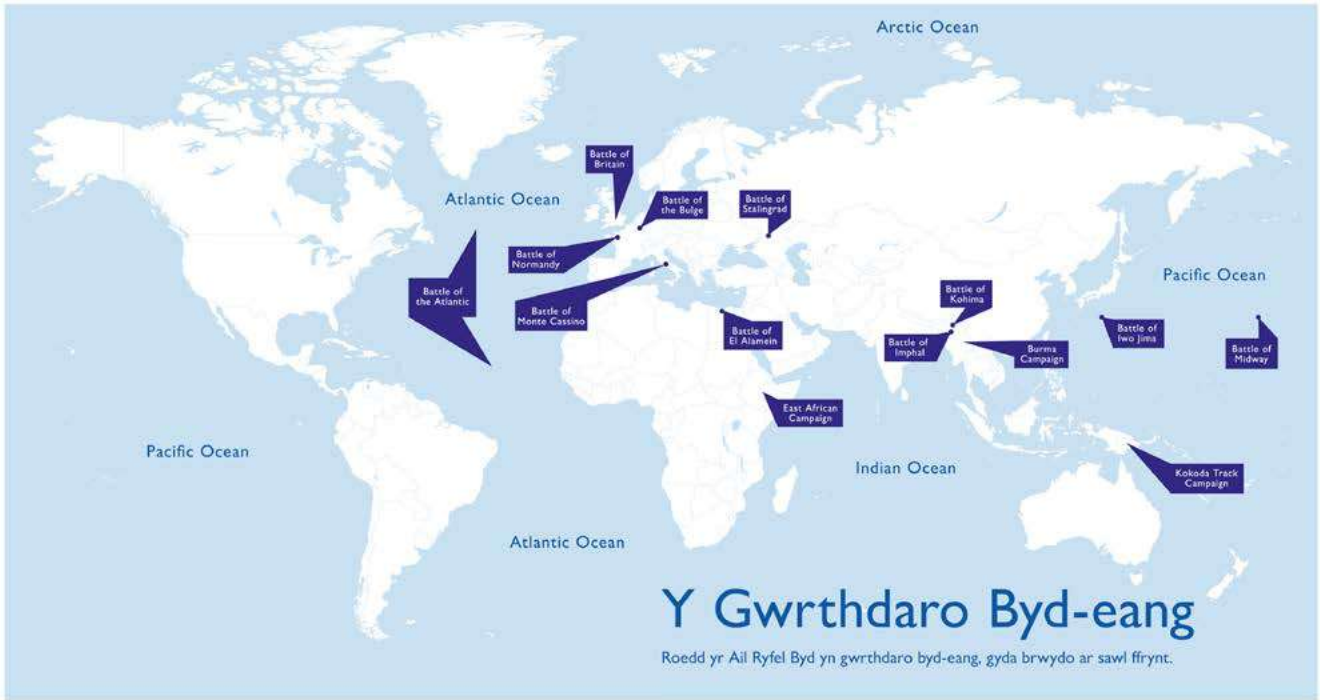 Arctic Ocean
Battle of
Britain
Atlantic Ocean
Battle of
the Bulge
Battle of
Stalingrad
Battle of
Normandy
Pacific Ocean
Battle of
the Atlantic
Battle of
Kohima
Battle of
Monte Cassino
Battle of
El Alamein
Battle of
Imphal
Burma
Campaign
Battle of
Iwo Jima
Battle of
Midway
East African
Campaign
Pacific Ocean
Indian Ocean
Kokoda Track
Campaign
Atlantic Ocean
Y Gwrthdaro Byd-eang
Roedd yr Ail Ryfel Byd yn gwrthdaro byd-eang, gyda brwydo ar sawl ffrynt.